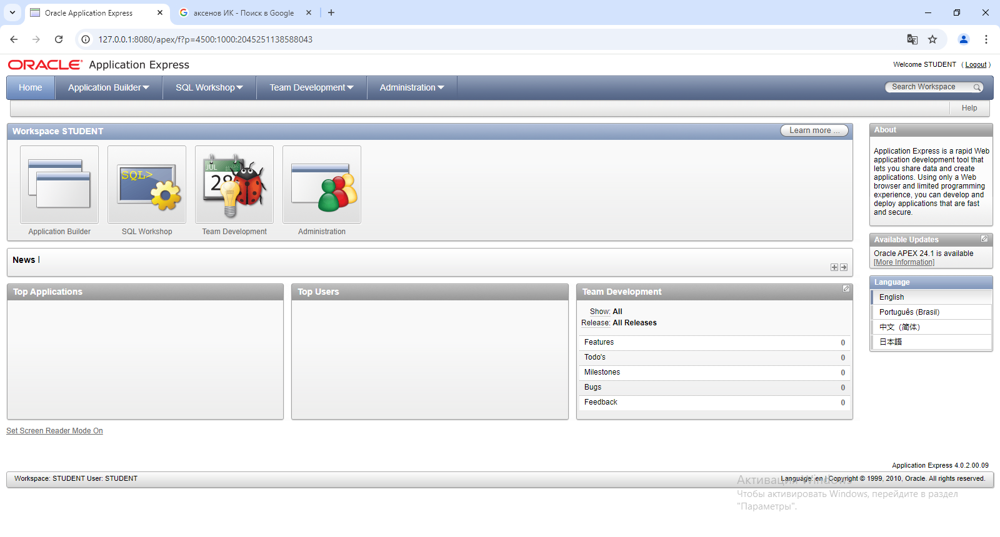 Oracle Application Express
аксенов ИК - Поиск в Google
127.0.0.1:8080/apex/f?p=4500:1000:2045251138588043
ORACLE Application Express
Welcome STUDENT ( Logout )
Home
Application Builder
SQL Workshop
Team Development
Administration
Search Workspace
Help
Workspace STUDENT
Learn more ...
SQL>
JUL
28
Application Builder
SQL Workshop
Team Development
Administration
News
Top Applications
Top Users
Team Development
Show: All
Release: All Releases
Features 0
Todo's 0
Milestones 0
Bugs 0
Feedback 0
About
Application Express is a rapid Web
application development tool that
lets you share data and create
applications. Using only a Web
browser and limited programming
experience, you can develop and
deploy applications that are fast
and secure.
Available Updates
Oracle APEX 24.1 is available
[More Information]
Language
English
Português (Brasil)
中文（简体）
日本語
Set Screen Reader Mode On
Application Express 4.0.2.00.09
Workspace: STUDENT User: STUDENT
Language: en | Copyright © 1999, 2010, Oracle. All rights reserved.
Активация Windows
Чтобы активировать Windows, перейдите в раздел
"Параметры".